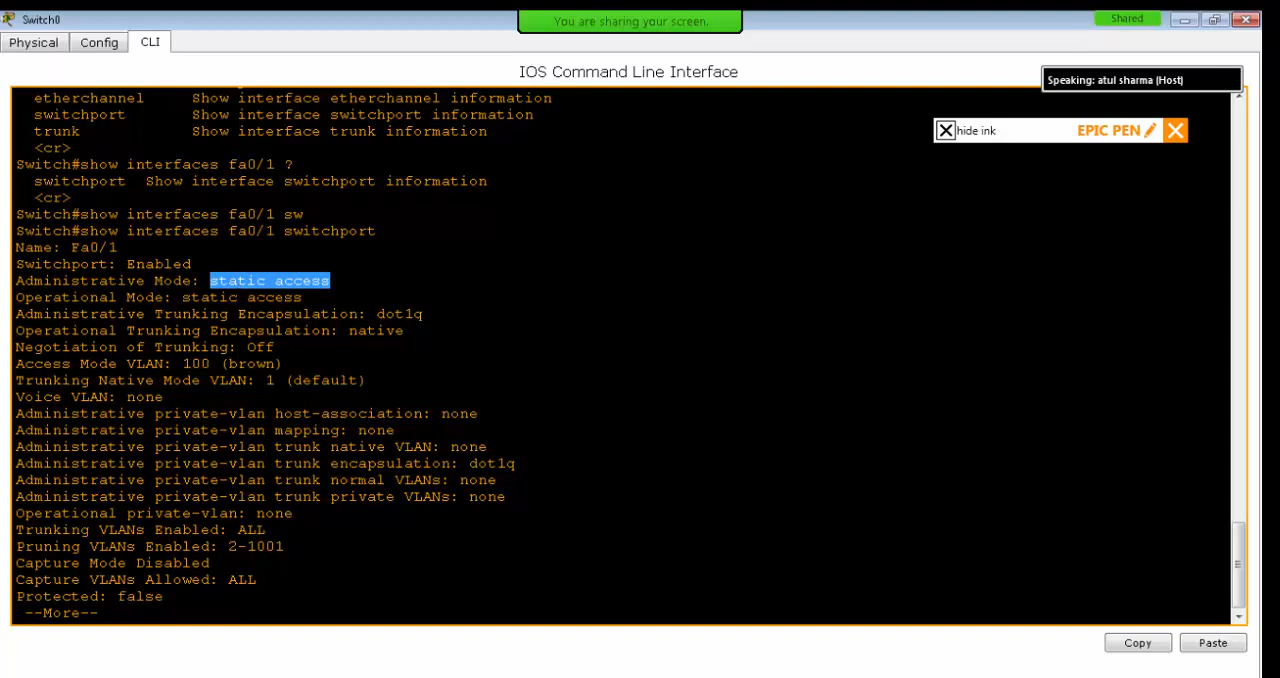 Switch0
You are sharing your screen.
Shared
Physical
Config
CLI
IOS Command Line Interface
Speaking: atul sharma (Host)
hide ink
EPIC PEN
etherchannel Show interface etherchannel information
switchport Show interface switchport information
trunk Show interface trunk information
<cr>
Switch#show interfaces fa0/1 ?
switchport Show interface switchport information
<cr>
Switch#show interfaces fa0/1 sw
Switch#show interfaces fa0/1 switchport
Name: Fa0/1
Switchport: Enabled
Administrative Mode: static access
Operational Mode: static access
Administrative Trunking Encapsulation: dot1q
Operational Trunking Encapsulation: native
Negotiation of Trunking: Off
Access Mode VLAN: 100 (brown)
Trunking Native Mode VLAN: 1 (default)
Voice VLAN: none
Administrative private-vlan host-association: none
Administrative private-vlan mapping: none
Administrative private-vlan trunk native VLAN: none
Administrative private-vlan trunk encapsulation: dot1q
Administrative private-vlan trunk normal VLANs: none
Administrative private-vlan trunk private VLANs: none
Operational private-vlan: none
Trunking VLANs Enabled: ALL
Pruning VLANs Enabled: 2-1001
Capture Mode Disabled
Capture VLANs Allowed: ALL
Protected: false
--More--
Copy
Paste